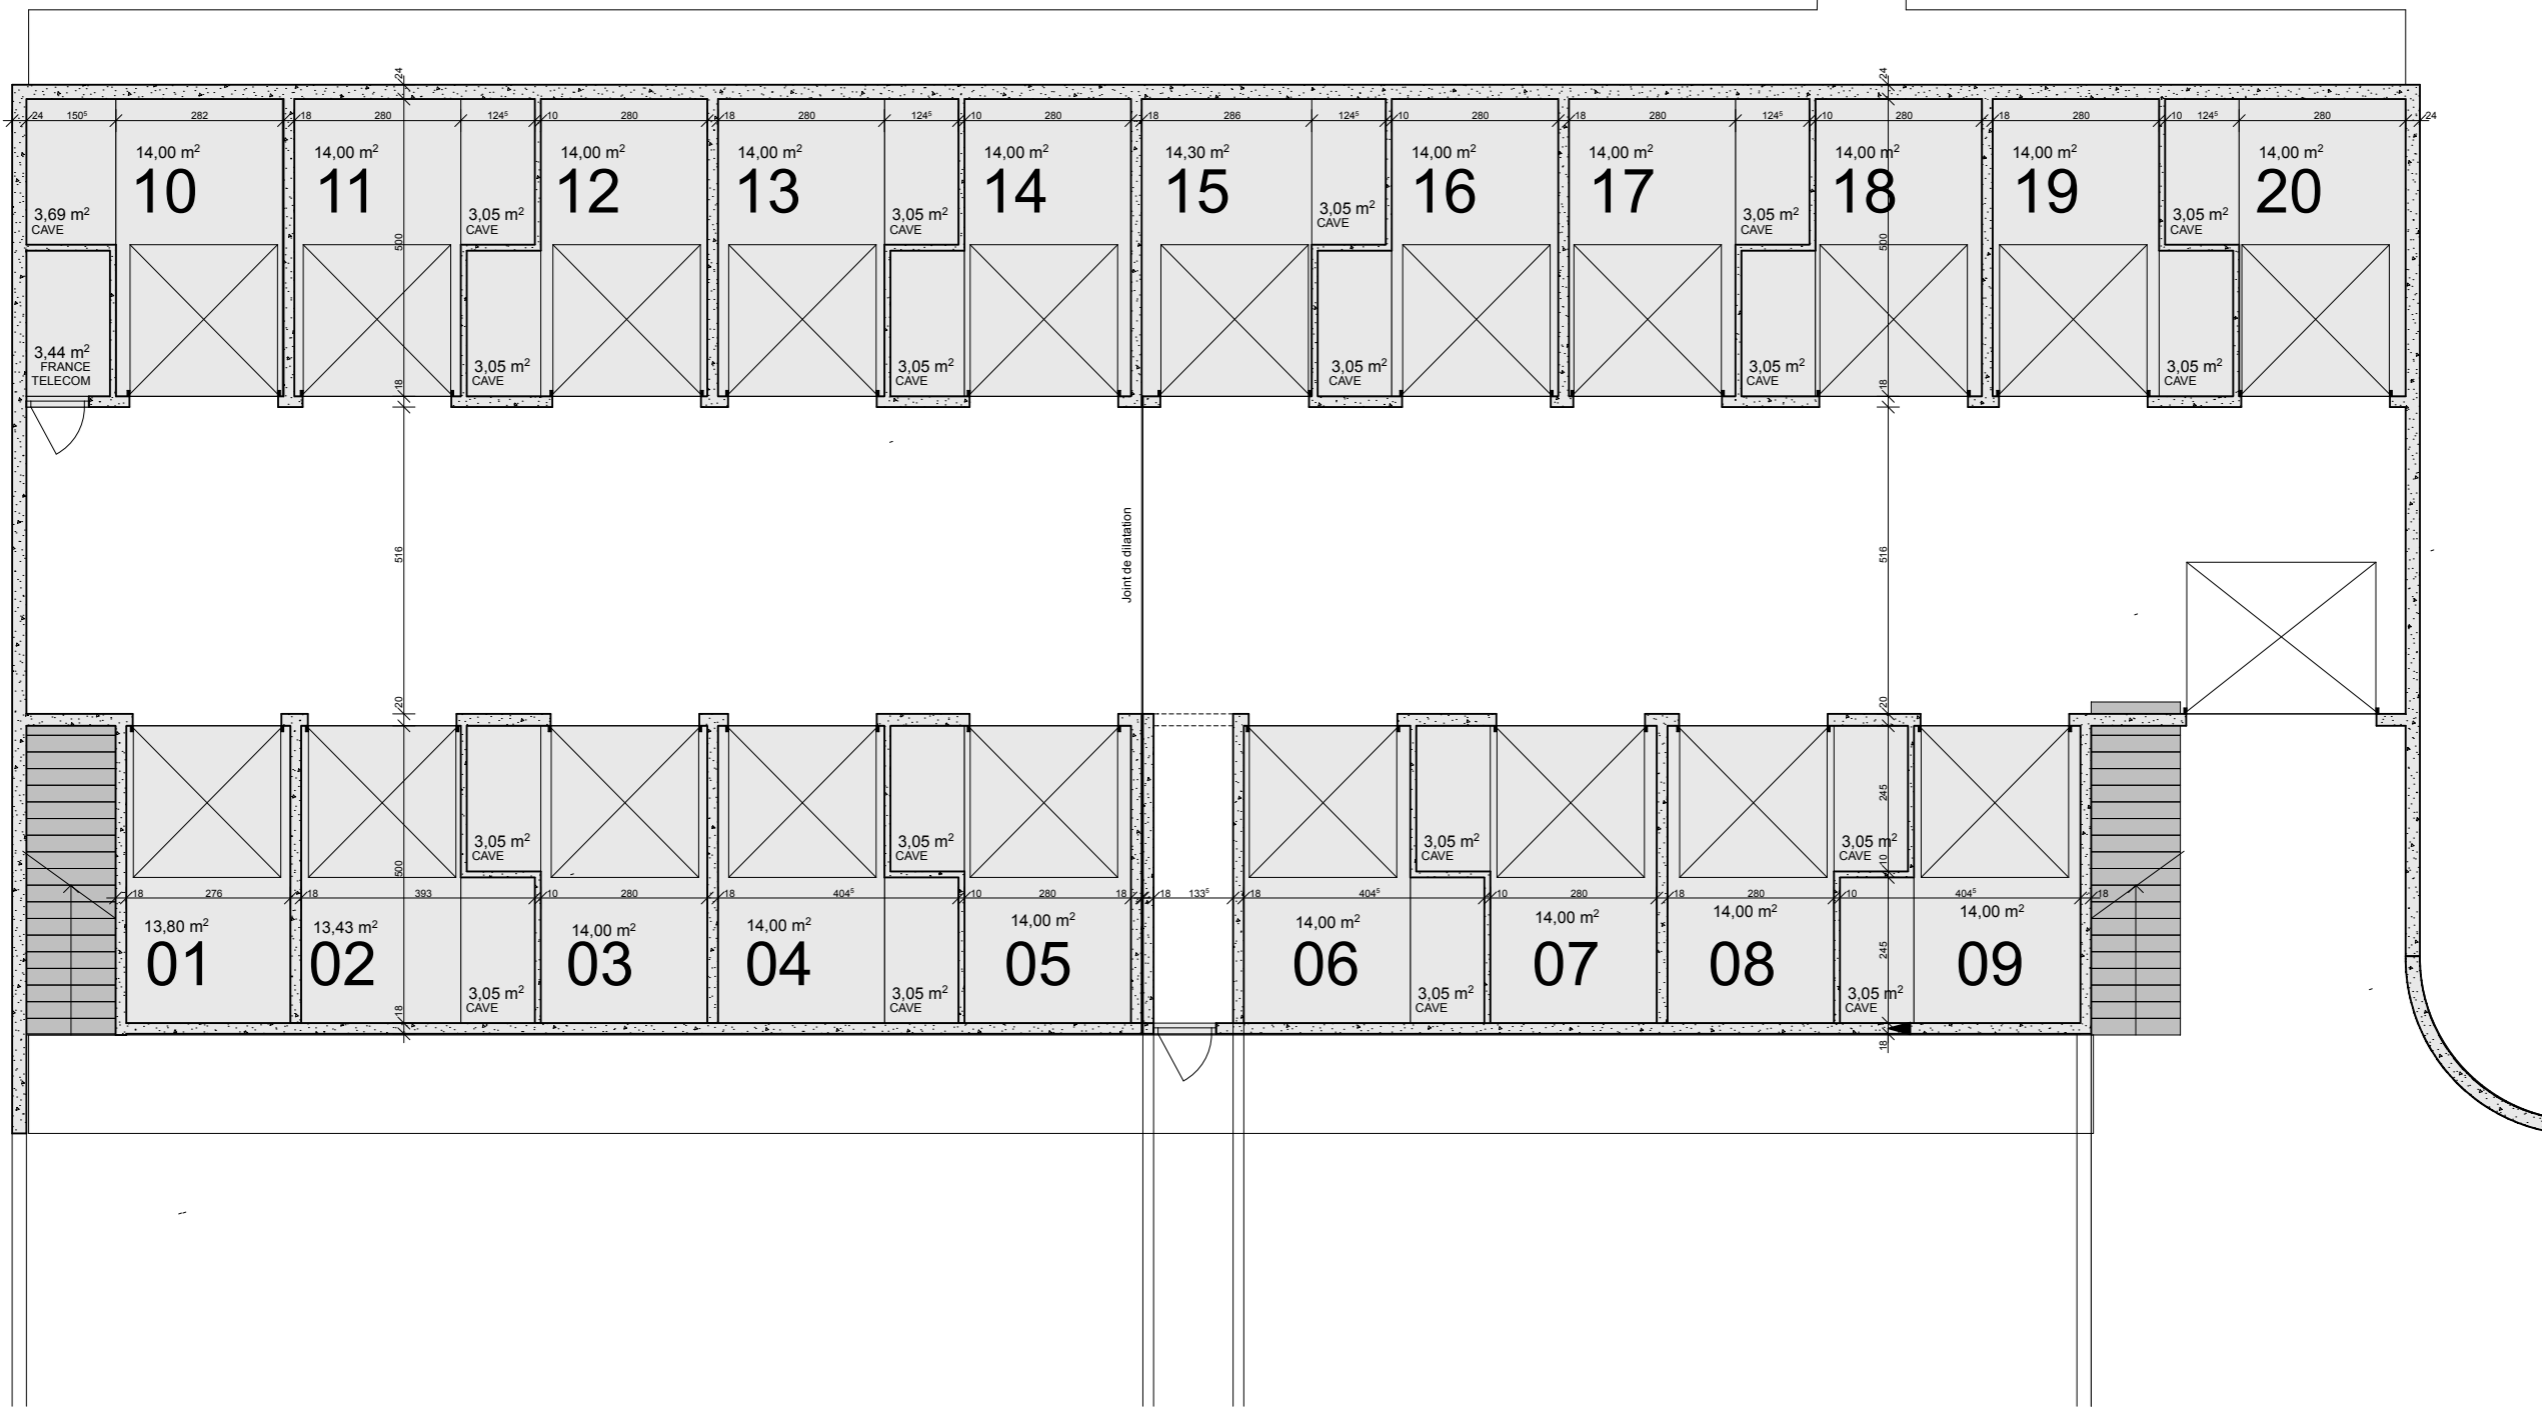 24
24
24 150⁵ 282 18 280 124⁵ 10 280 18 280 124⁵ 10 280 18 286 124⁵ 10 280 18 280 124⁵ 10 280 18 280 10 124⁵ 280 24
14,00 m² 14,00 m² 14,00 m² 14,00 m² 14,00 m² 14,30 m² 14,00 m² 14,00 m² 14,00 m² 14,00 m² 14,00 m²
10 11 12 13 14 15 16 17 18 19 20
3,69 m² 3,05 m² 3,05 m² 3,05 m² 3,05 m² 3,05 m²
CAVE CAVE CAVE CAVE CAVE CAVE
500 500
3,44 m²
FRANCE
TELECOM
3,05 m² 3,05 m² 3,05 m² 3,05 m² 3,05 m²
CAVE CAVE CAVE CAVE CAVE
18 18
516 516
Joint de dilatation
20 20
245
3,05 m² 3,05 m² 3,05 m² 3,05 m²
CAVE CAVE CAVE CAVE
500 10
18 276 18 393 10 280 18 404⁵ 10 280 18 18 133⁵ 18 404⁵ 10 280 18 280 10 404⁵ 18
13,80 m² 13,43 m² 14,00 m² 14,00 m² 14,00 m² 14,00 m² 14,00 m² 14,00 m² 14,00 m²
01 02 03 04 05 06 07 08 09
245
3,05 m² 3,05 m² 3,05 m² 3,05 m²
CAVE CAVE CAVE CAVE
18
18